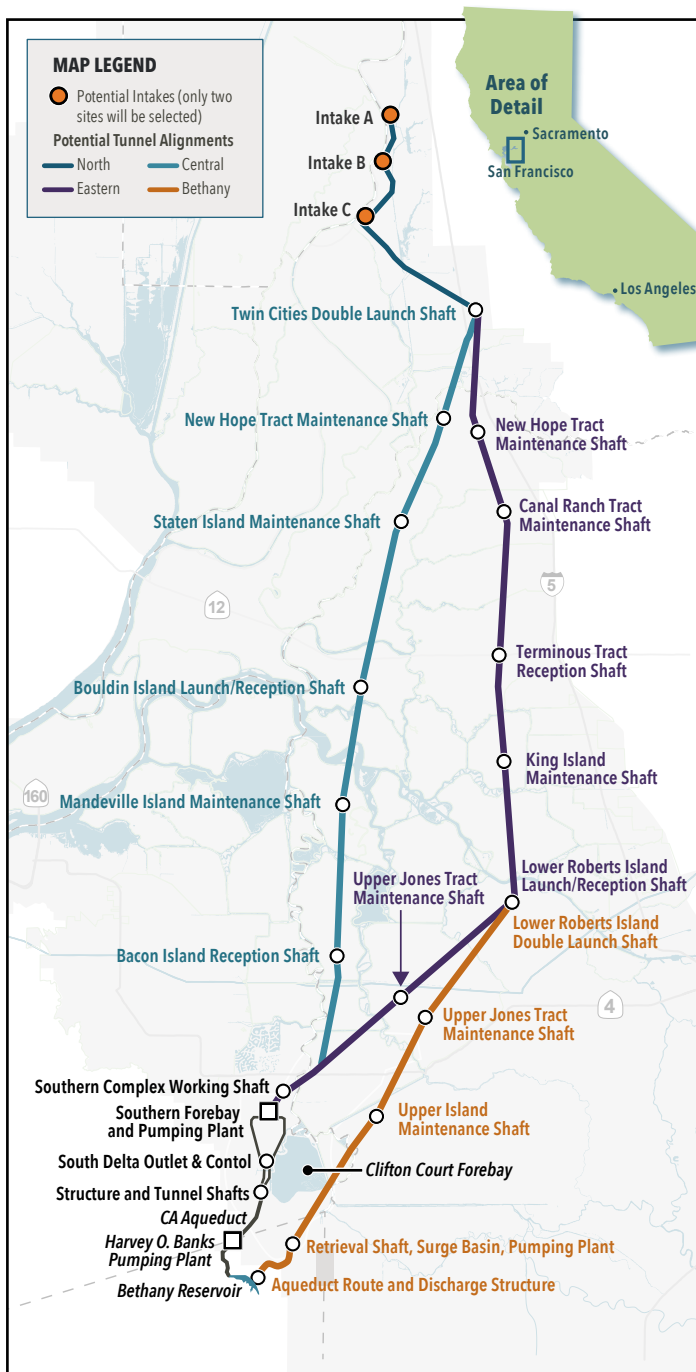 MAP LEGEND
Potential Intakes (only two
sites will be selected)
Potential Tunnel Alignments
North
Central
Eastern
Bethany
Area of
Detail
Sacramento
San Francisco
Los Angeles
Intake A
Intake B
Intake C
Twin Cities Double Launch Shaft
New Hope Tract Maintenance Shaft
New Hope Tract
Maintenance Shaft
Staten Island Maintenance Shaft
Canal Ranch Tract
Maintenance Shaft
5
12
Terminous Tract
Reception Shaft
Bouldin Island Launch/Reception Shaft
King Island
Maintenance Shaft
160
Mandeville Island Maintenance Shaft
Upper Jones Tract
Maintenance Shaft
Lower Roberts Island
Launch/Reception Shaft
Lower Roberts Island
Double Launch Shaft
Bacon Island Reception Shaft
4
Upper Jones Tract
Maintenance Shaft
Southern Complex Working Shaft
Southern Forebay
and Pumping Plant
Upper Island
Maintenance Shaft
South Delta Outlet & Contol
Clifton Court Forebay
Structure and Tunnel Shafts
CA Aqueduct
Harvey O. Banks
Pumping Plant
Retrieval Shaft, Surge Basin, Pumping Plant
Bethany Reservoir
Aqueduct Route and Discharge Structure